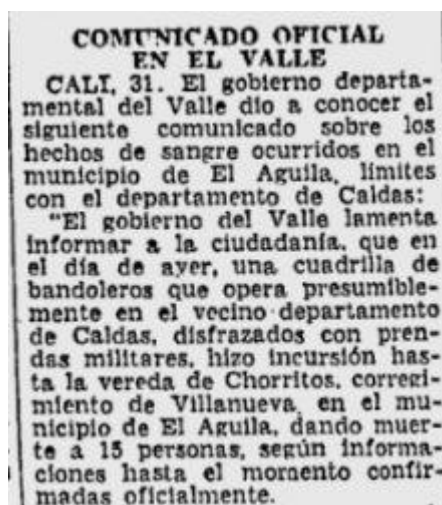 COMUNICADO OFICIAL
EN EL VALLE
CALI, 31. El gobierno departa-
mental del Valle dio a conocer el
siguiente comunicado sobre los
hechos de sangre ocurridos en el
municipio de El Aguila, límites
con el departamento de Caldas:
"El gobierno del Valle lamenta
informar a la ciudadanía, que en
el día de ayer, una cuadrilla de
bandoleros que opera presumible-
mente en el vecino departamento
de Caldas, disfrazados con pren-
das militares, hizo incursión has-
ta la vereda de Chorritos, corregi-
miento de Villanueva, en el mu-
nicipio de El Aguila, dando muer-
te a 15 personas, según informa-
ciones hasta el momento confir-
madas oficialmente.